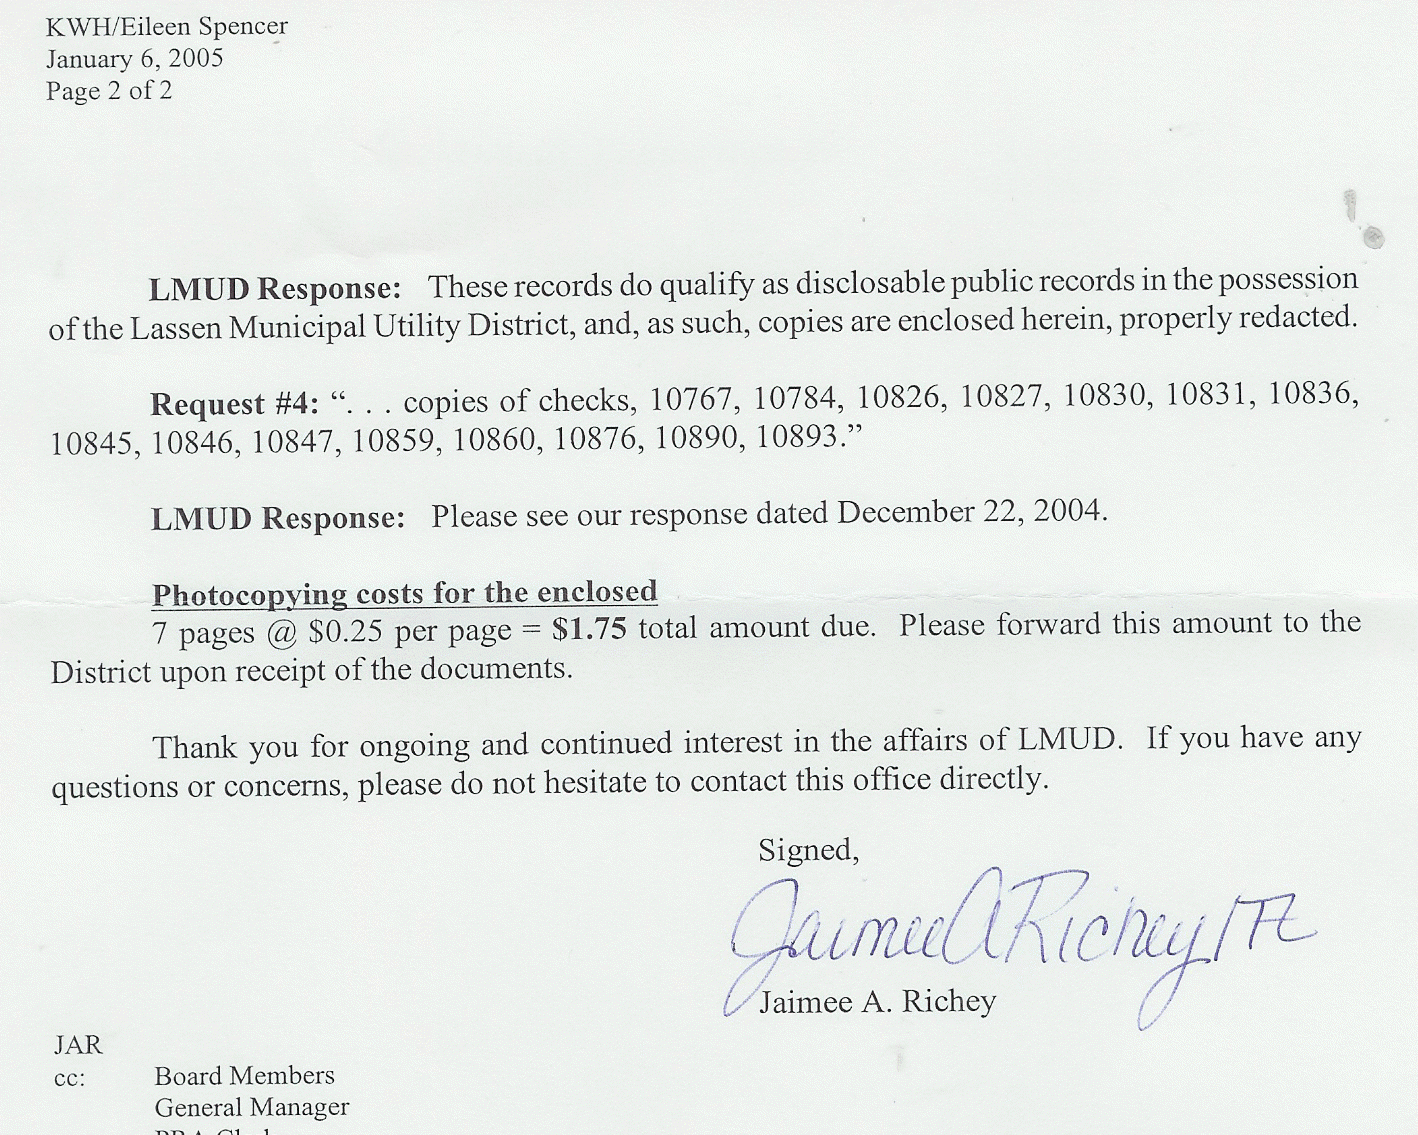 KWH/Eileen Spencer
January 6, 2005
Page 2 of 2
LMUD Response: These records do qualify as disclosable public records in the possession
of the Lassen Municipal Utility District, and, as such, copies are enclosed herein, properly redacted.
Request #4: “. . . copies of checks, 10767, 10784, 10826, 10827, 10830, 10831, 10836,
10845, 10846, 10847, 10859, 10860, 10876, 10890, 10893.”
LMUD Response: Please see our response dated December 22, 2004.
Photocopying costs for the enclosed
7 pages @ $0.25 per page = $1.75 total amount due. Please forward this amount to the
District upon receipt of the documents.
Thank you for ongoing and continued interest in the affairs of LMUD. If you have any
questions or concerns, please do not hesitate to contact this office directly.
Signed,
Jaimee A Richey
Jaimee A. Richey
JAR
cc: Board Members
General Manager